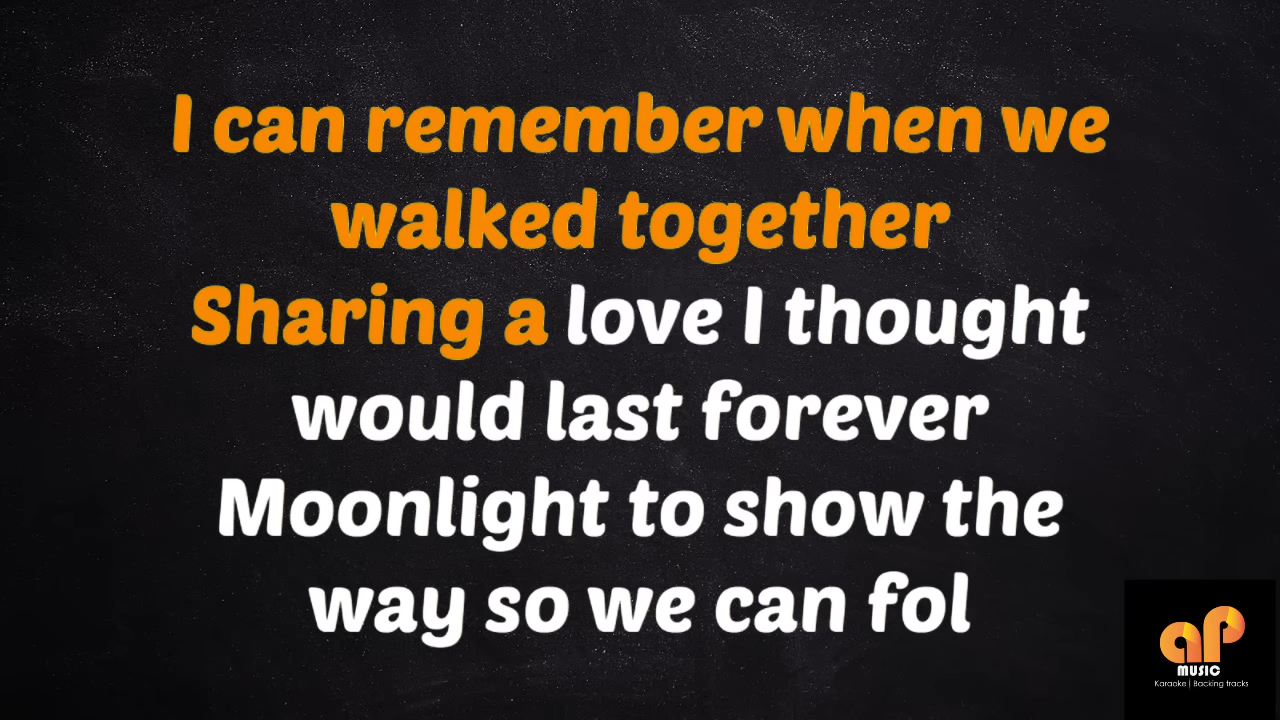 I can remember when we
walked together
Sharing a love I thought
would last forever
Moonlight to show the
way so we can fol
ap
MUSIC
Karaoke | Backing tracks